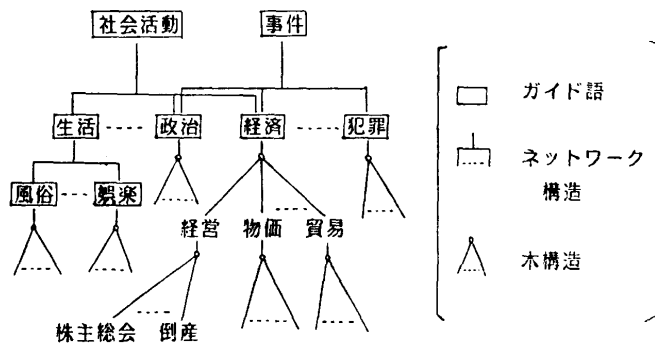 社会活動 事件
ガイド語
生活 政治 経済 犯罪
ネットワーク
構造
風俗 娯楽
経営 物価 貿易
木構造
株主総会 倒産